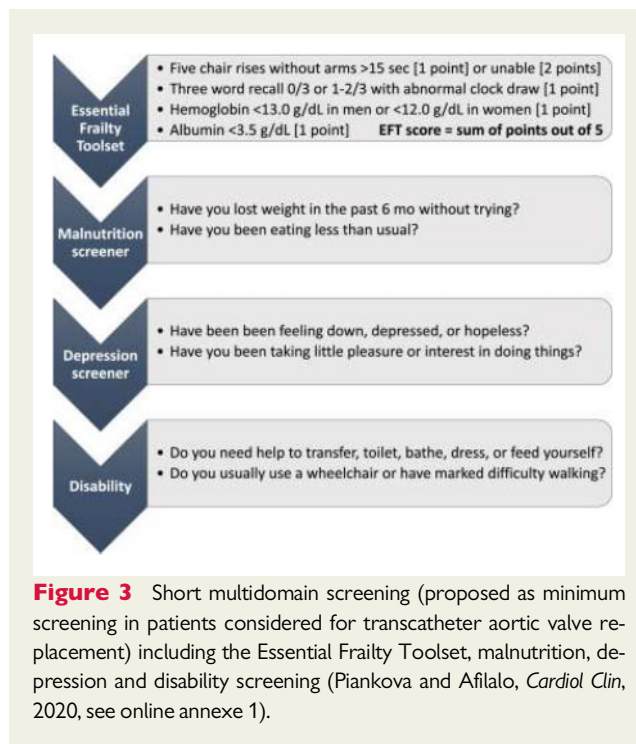 Essential
Frailty
Toolset
• Five chair rises without arms >15 sec [1 point] or unable [2 points]
• Three word recall 0/3 or 1-2/3 with abnormal clock draw [1 point]
• Hemoglobin <13.0 g/dL in men or <12.0 g/dL in women [1 point]
• Albumin <3.5 g/dL [1 point] EFT score = sum of points out of 5
Malnutrition
screener
• Have you lost weight in the past 6 mo without trying?
• Have you been eating less than usual?
Depression
screener
• Have been been feeling down, depressed, or hopeless?
• Have you been taking little pleasure or interest in doing things?
Disability
• Do you need help to transfer, toilet, bathe, dress, or feed yourself?
• Do you usually use a wheelchair or have marked difficulty walking?
Figure 3 Short multidomain screening (proposed as minimum
screening in patients considered for transcatheter aortic valve re-
placement) including the Essential Frailty Toolset, malnutrition, de-
pression and disability screening (Piankova and Afilalo, Cardiol Clin,
2020, see online annexe 1).